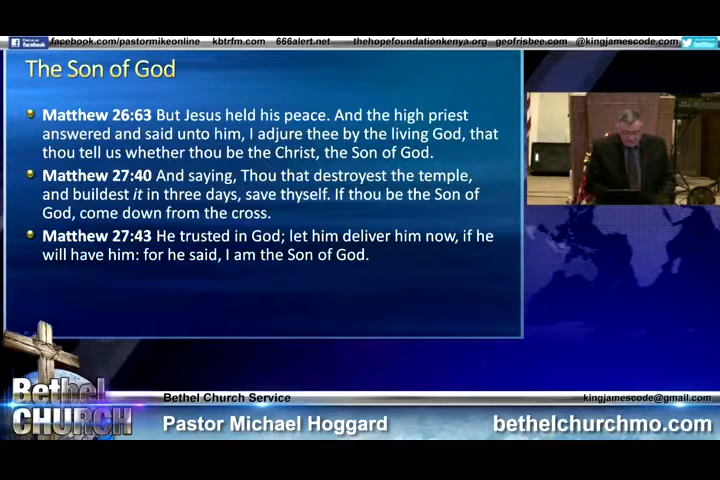 Find us on facebook
facebook.com/pastormikeonline kbtrfm.com 666alert.net thehopefoundationkenya.org geofrisbee.com @kingjamescode.com twitter
The Son of God
Matthew 26:63 But Jesus held his peace. And the high priest
answered and said unto him, I adjure thee by the living God, that
thou tell us whether thou be the Christ, the Son of God.
Matthew 27:40 And saying, Thou that destroyest the temple,
and buildest it in three days, save thyself. If thou be the Son of
God, come down from the cross.
Matthew 27:43 He trusted in God; let him deliver him now, if he
will have him: for he said, I am the Son of God.
Bethel
CHURCH
Bethel Church Service
kingjamescode@gmail.com
Pastor Michael Hoggard
bethelchurchmo.com